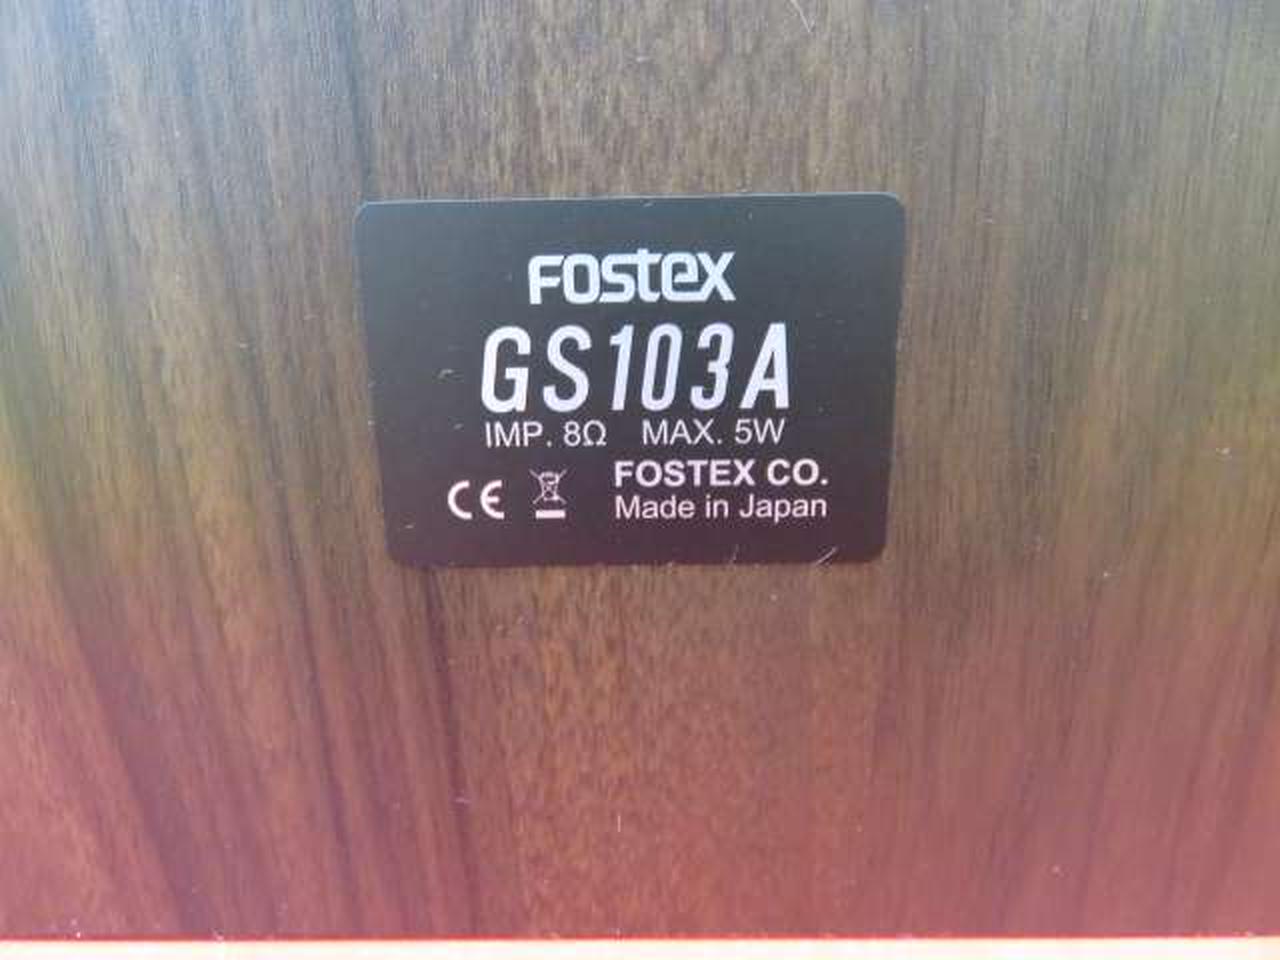 Fostex
GS103A
IMP. 8Ω MAX. 5W
CE FOSTEX CO.
Made in Japan